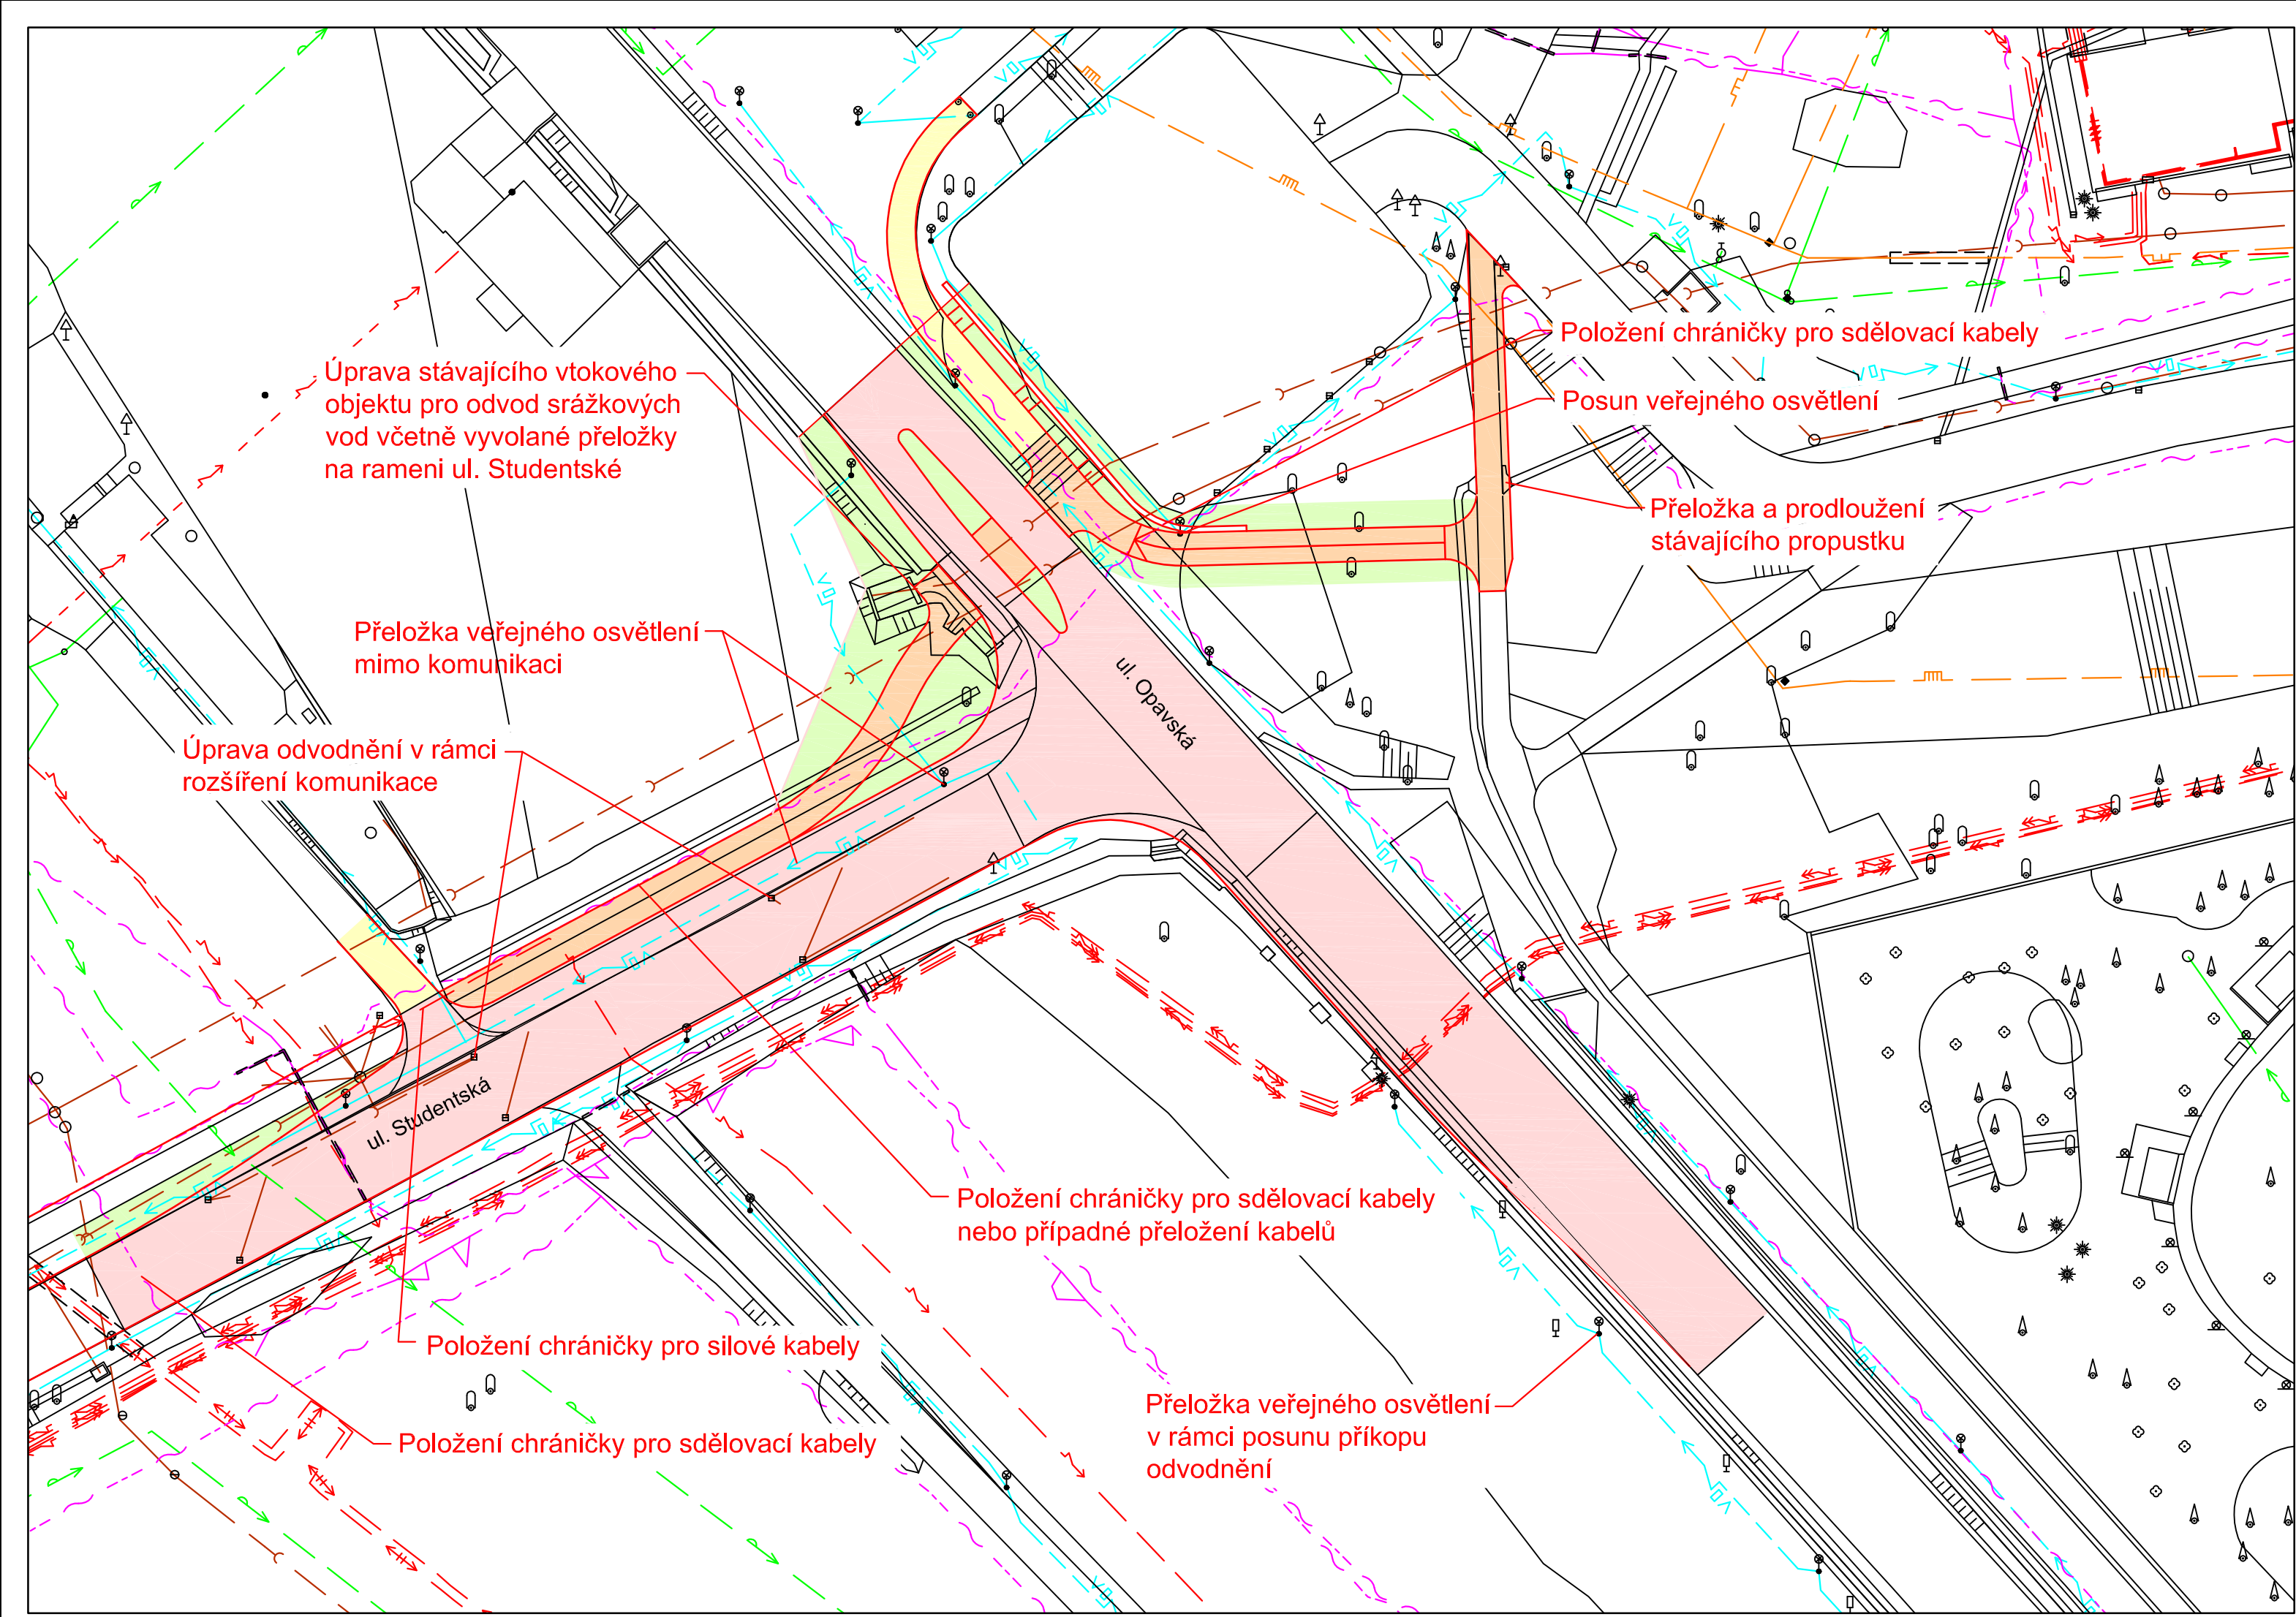 Položení chráničky pro sdělovací kabely
Úprava stávajícího vtokového
objektu pro odvod srážkových
vod včetně vyvolané přeložky
na rameni ul. Studentské
Posun veřejného osvětlení
Přeložka a prodloužení
stávajícího propustku
Přeložka veřejného osvětlení
mimo komunikaci
ul. Opavská
Úprava odvodnění v rámci
rozšíření komunikace
ul. Studentská
Položení chráničky pro sdělovací kabely
nebo případné přeložení kabelů
Položení chráničky pro silové kabely
Přeložka veřejného osvětlení
v rámci posunu příkopu
odvodnění
Položení chráničky pro sdělovací kabely